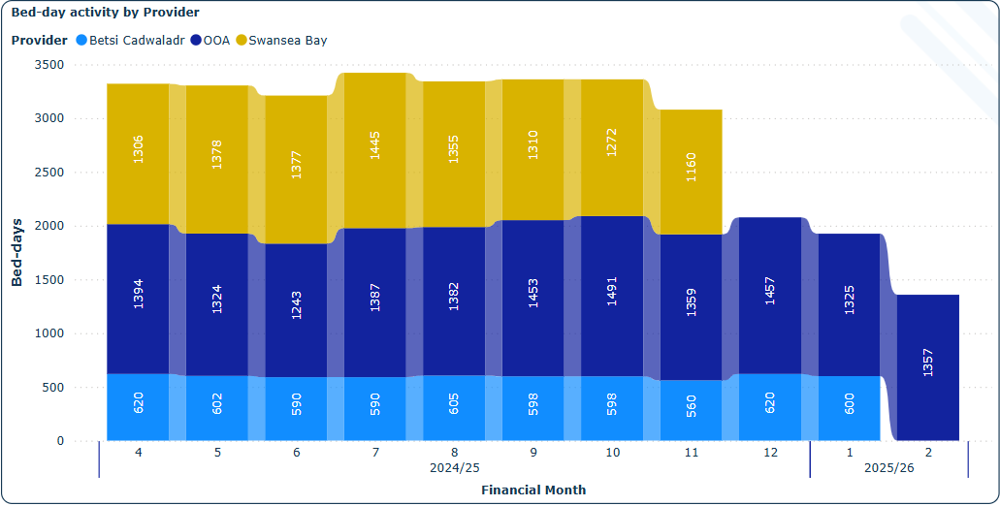 Bed-day activity by Provider
Provider Betsi Cadwaladr OOA Swansea Bay
3500
3000
2500
2000
1500
1000
500
0
Bed-days
1306 1378 1377 1445 1355 1310 1272 1160
1394 1324 1243 1387 1382 1453 1491 1359 1457 1325 1357
620 602 590 590 605 598 598 560 620 600
4 5 6 7 8 9 10 11 12 1 2
2024/25 2025/26
Financial Month